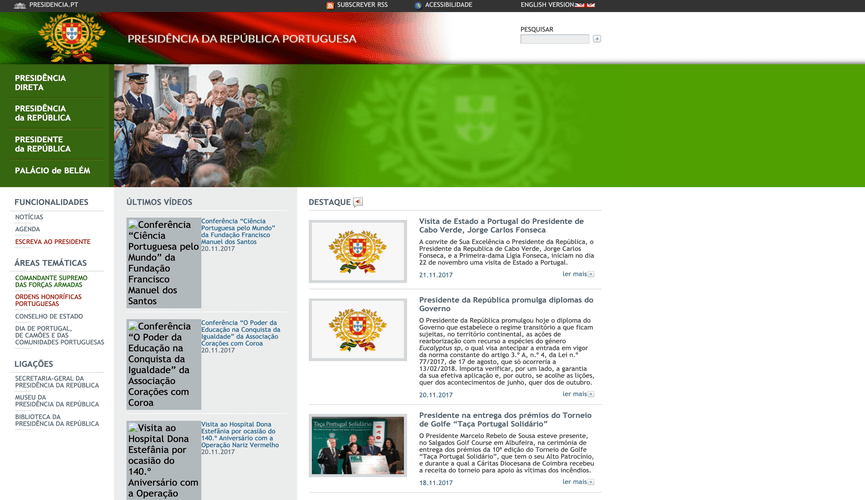 PRESIDENCIA.PT
SUBSCREVER RSS
ACESSIBILIDADE
ENGLISH VERSION
PRESIDÊNCIA DA REPÚBLICA PORTUGUESA
PESQUISAR
PRESIDÊNCIA
DIRETA
PRESIDÊNCIA
da REPÚBLICA
PRESIDENTE
da REPÚBLICA
PALÁCIO de BELÉM
FUNCIONALIDADES
NOTÍCIAS
AGENDA
ESCREVA AO PRESIDENTE
ÁREAS TEMÁTICAS
COMANDANTE SUPREMO
DAS FORÇAS ARMADAS
ORDENS HONORÍFICAS
PORTUGUESAS
CONSELHO DE ESTADO
DIA DE PORTUGAL,
DE CAMÕES E DAS
COMUNIDADES PORTUGUESAS
LIGAÇÕES
SECRETARIA-GERAL DA
PRESIDÊNCIA DA REPÚBLICA
MUSEU DA
PRESIDÊNCIA DA REPÚBLICA
BIBLIOTECA DA
PRESIDÊNCIA DA REPÚBLICA
ÚLTIMOS VÍDEOS
Conferência
“Ciência
Portuguesa pelo
Mundo” da
Fundação
Francisco
Manuel dos
Santos
Conferência “Ciência
Portuguesa pelo Mundo”
da Fundação Francisco
Manuel dos Santos
20.11.2017
Conferência
“O Poder da
Educação na
Conquista da
Igualdade” da
Associação
Corações com
Coroa
Conferência “O Poder da
Educação na Conquista da
Igualdade” da Associação
Corações com Coroa
20.11.2017
Visita ao
Hospital Dona
Estefânia por
ocasião do
140.º
Aniversário
com a
Operação
Visita ao Hospital Dona
Estefânia por ocasião do
140.º Aniversário com a
Operação Nariz Vermelho
20.11.2017
DESTAQUE
Visita de Estado a Portugal do Presidente de
Cabo Verde, Jorge Carlos Fonseca
A convite de Sua Excelência o Presidente da República, o
Presidente da Republica de Cabo Verde, Jorge Carlos
Fonseca, e a Primeira-dama Lígia Fonseca, iniciam no dia
22 de novembro uma visita de Estado a Portugal.
21.11.2017
ler mais
Presidente da República promulga diplomas do
Governo
O Presidente da República promulgou hoje o diploma do
Governo que estabelece o regime transitório a que ficam
sujeitas, no território continental, as ações de
rearborização com recurso a espécies do género
Eucalyptus sp, o qual visa antecipar a entrada em vigor
da norma constante do artigo 3.º A, n.º 4, da Lei n.º
77/2017, de 17 de agosto, que só ocorreria a
13/02/2018. Importa verificar, por um lado, a garantia
da sua efetiva aplicação e, por outro, se acolhe as lições,
quer dos acontecimentos de junho, quer dos de outubro.
20.11.2017
ler mais
Taça Portugal Solidário
Presidente na entrega dos prémios do Torneio
de Golfe “Taça Portugal Solidário”
O Presidente Marcelo Rebelo de Sousa esteve presente,
no Salgados Golf Course em Albufeira, na cerimónia de
entrega dos prémios da 10ª edição do Torneio de Golfe
“Taça Portugal Solidário”, que tem o seu Alto Patrocínio,
e durante a qual a Cáritas Diocesana de Coimbra recebeu
a receita do torneio para apoio às vítimas dos incêndios.
18.11.2017
ler mais